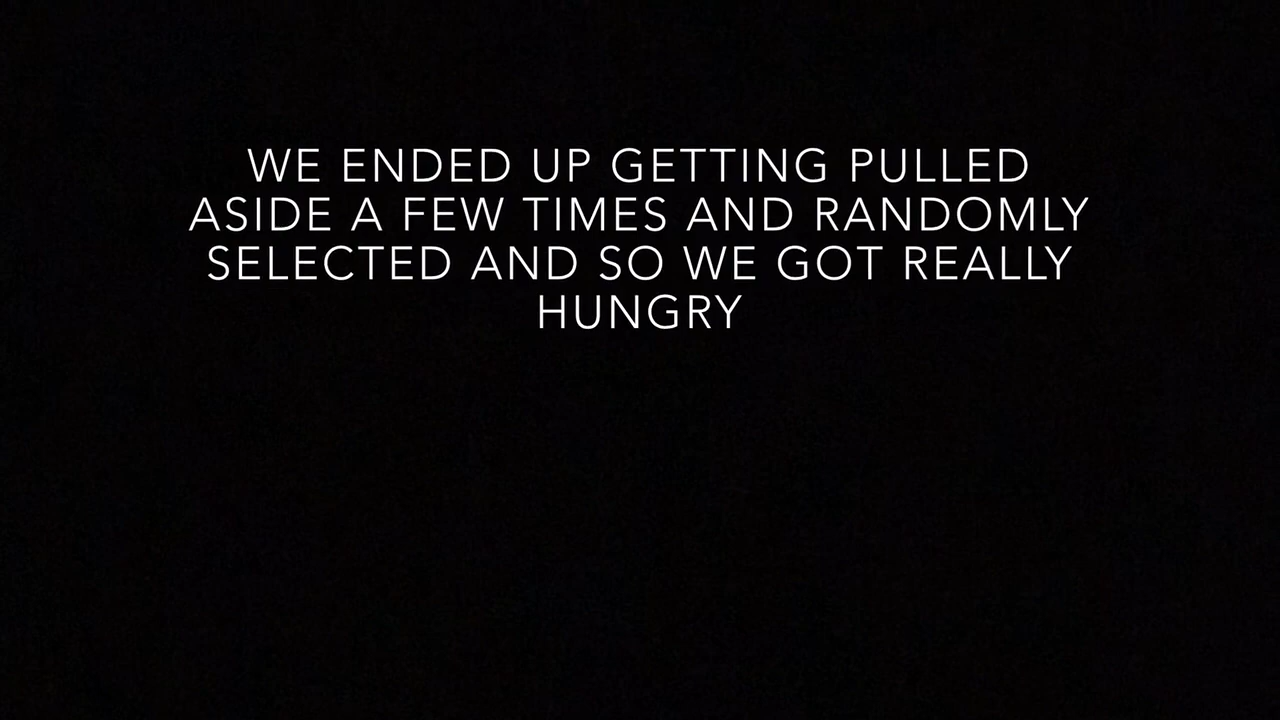 WE ENDED UP GETTING PULLED
ASIDE A FEW TIMES AND RANDOMLY
SELECTED AND SO WE GOT REALLY
HUNGRY